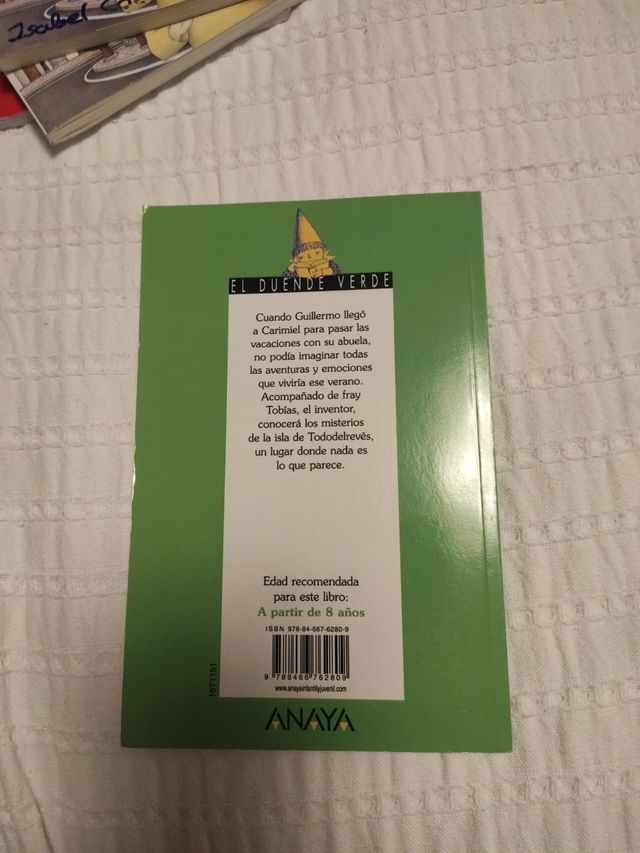 Isabel
EL DUENDE VERDE
Cuando Guillermo llegó
a Carimiel para pasar las
vacaciones con su abuela,
no podía imaginar todas
las aventuras y emociones
que viviría ese verano.
Acompañado de fray
Tobías, el inventor,
conocerá los misterios
de la isla de Tododelrevés,
un lugar donde nada es
lo que parece.
Edad recomendada
para este libro:
A partir de 8 años
ISBN 978-84-667-6280-9
9 788466 762809
www.anayainfantilyjuvenil.com
1571151
ANAYA